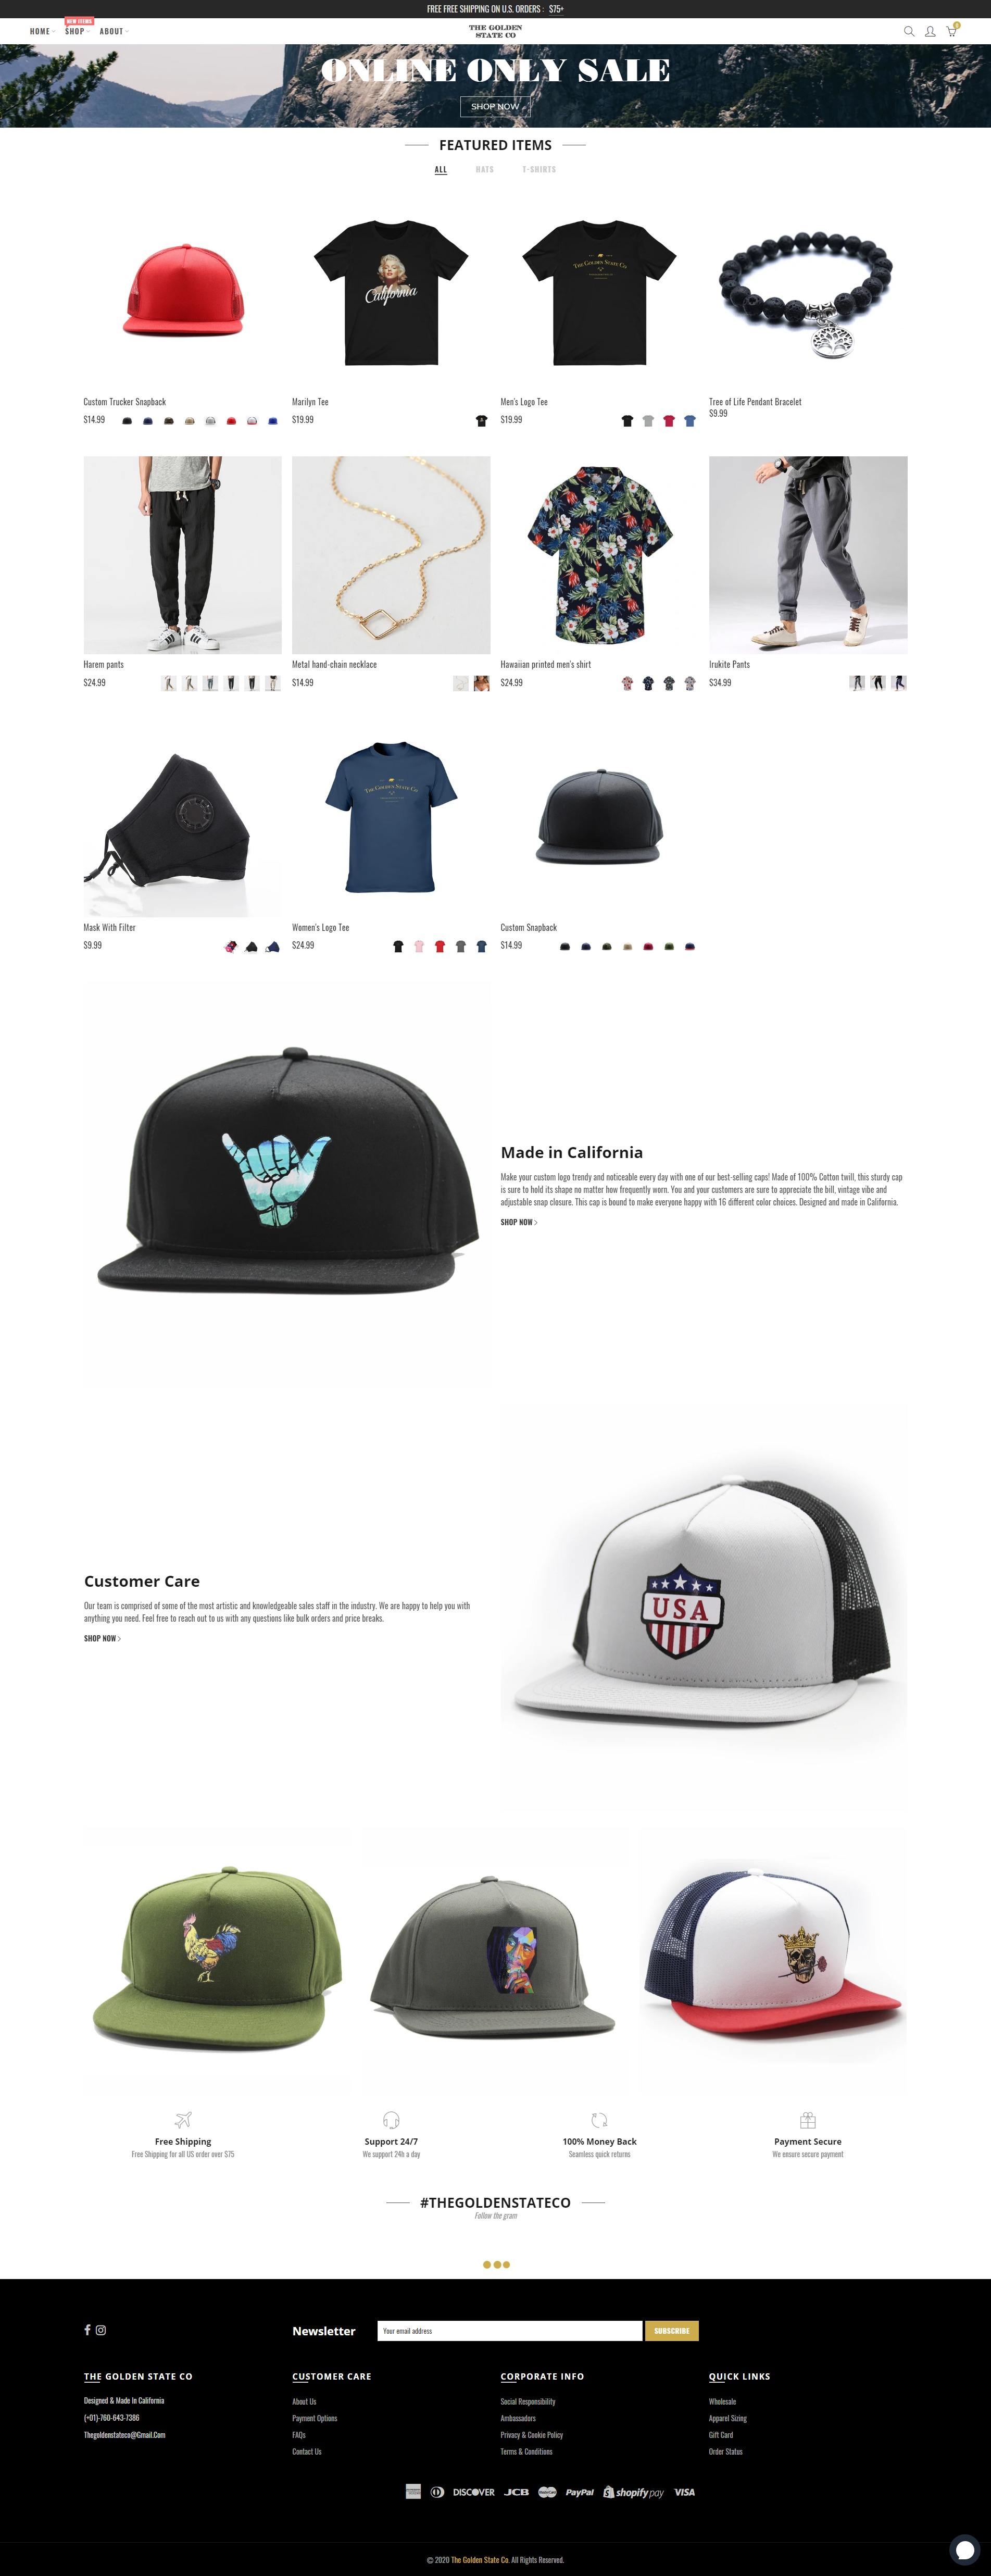 FREE FREE SHIPPING ON U.S. ORDERS : $75+
NEW ITEMS
HOME SHOP ABOUT
THE GOLDEN
STATE CO
0
ONLINE ONLY SALE
SHOP NOW
FEATURED ITEMS
ALL HATS T-SHIRTS
California
The Golden State Co
Custom Trucker Snapback
$14.99
Marilyn Tee
$19.99
Men's Logo Tee
$19.99
Tree of Life Pendant Bracelet
$9.99
Harem pants
$24.99
Metal hand-chain necklace
$14.99
Hawaiian printed men's shirt
$24.99
Irukite Pants
$34.99
The Golden State Co
Mask With Filter
$9.99
Women's Logo Tee
$24.99
Custom Snapback
$14.99
Made in California
Make your custom logo trendy and noticeable every day with one of our best-selling caps! Made of 100% Cotton twill, this sturdy cap
is sure to hold its shape no matter how frequently worn. You and your customers are sure to appreciate the bill, vintage vibe and
adjustable snap closure. This cap is bound to make everyone happy with 16 different color choices. Designed and made in California.
SHOP NOW
USA
Customer Care
Our team is comprised of some of the most artistic and knowledgeable sales staff in the industry. We are happy to help you with
anything you need. Feel free to reach out to us with any questions like bulk orders and price breaks.
SHOP NOW
Free Shipping
Free Shipping for all US order over $75
Support 24/7
We support 24h a day
100% Money Back
Seamless quick returns
Payment Secure
We ensure secure payment
#THEGOLDENSTATECO
Follow the gram
Newsletter
Your email address
SUBSCRIBE
THE GOLDEN STATE CO
Designed & Made In California
(+01)-760-643-7386
Thegoldenstateco@Gmail.Com
CUSTOMER CARE
About Us
Payment Options
FAQs
Contact Us
CORPORATE INFO
Social Responsibility
Ambassadors
Privacy & Cookie Policy
Terms & Conditions
QUICK LINKS
Wholesale
Apparel Sizing
Gift Card
Order Status
DISCOVER JCB PayPal shopify pay VISA
© 2020 The Golden State Co. All Rights Reserved.